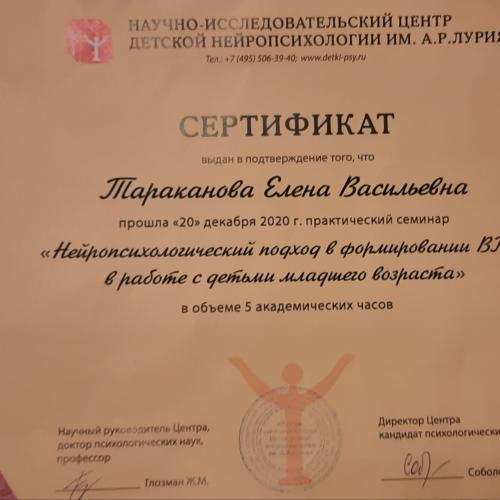 НАУЧНО-ИССЛЕДОВАТЕЛЬСКИЙ ЦЕНТР
ДЕТСКОЙ НЕЙРОПСИХОЛОГИИ ИМ. А.Р.ЛУРИЯ
Тел.: +7 (495) 506-39-40; www.detki-psy.ru
СЕРТИФИКАТ
выдан в подтверждение того, что
Тараканова Елена Васильевна
прошла «20» декабря 2020 г. практический семинар
«Нейропсихологический подход в формировании
в работе с детьми младшего возраста»
в объеме 5 академических часов
Научный руководитель Центра,
доктор психологических наук,
профессор
Глозман Ж.М.
Директор Центра
кандидат психологически
Собол